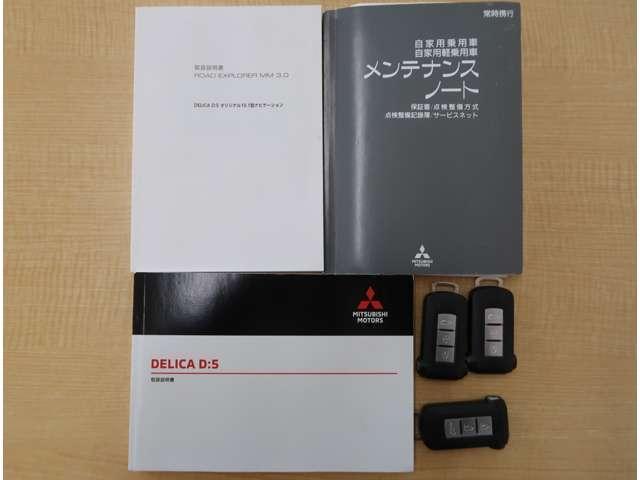 取扱説明書
ROAD EXPLORER MM 3.0
DELICA D:5 オリジナル10.1型ナビゲーション
常時携行
自家用乗用車
自家用軽乗用車
メンテナンス
ノート
保証書/点検整備方式
点検整備記録簿/サービスネット
MITSUBISHI
MOTORS
MITSUBISHI
MOTORS
DELICA D:5
取扱説明書